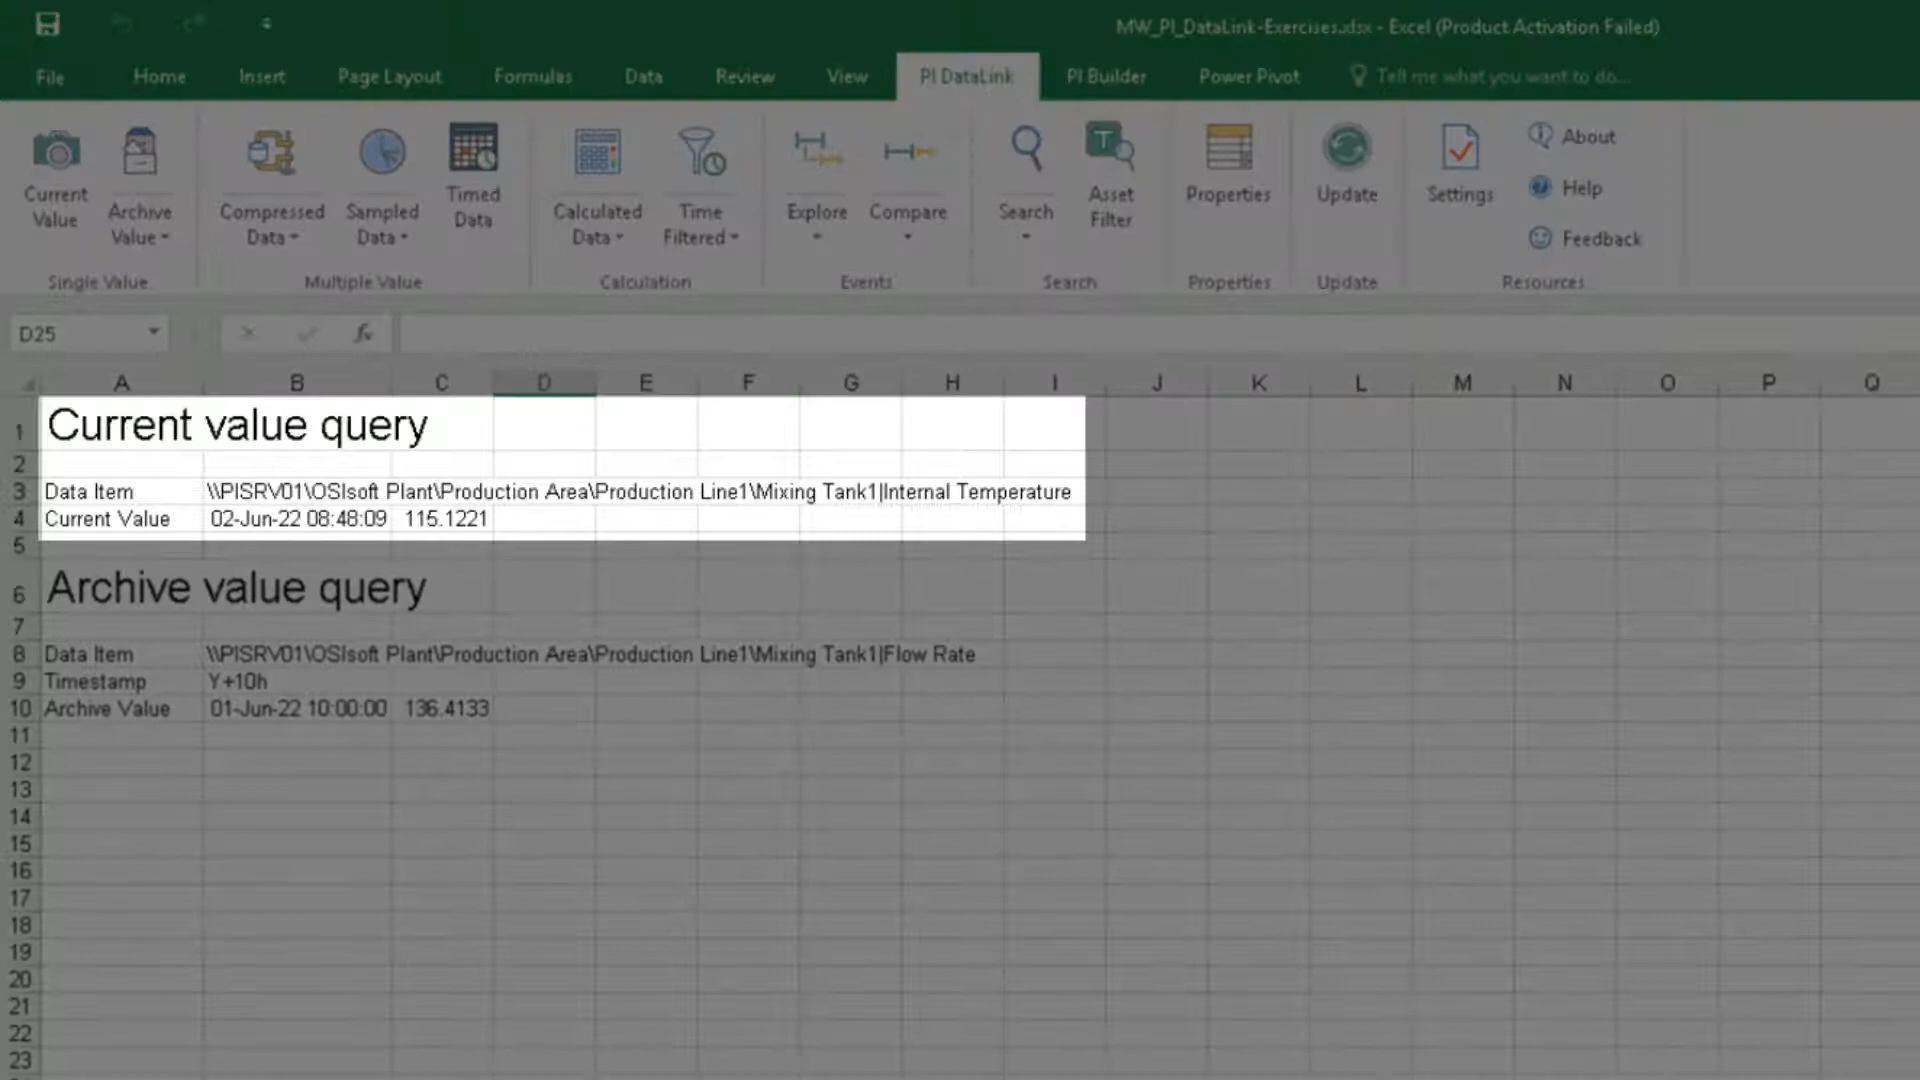 MW_PI_DataLink-Exercises.xlsx - Excel (Product Activation Failed)
File Home Insert Page Layout Formulas Data Review View PI DataLink PI Builder Power Pivot Tell me what you want to do...
Current Value
Archive Value
Compressed Data
Sampled Data
Timed Data
Calculated Data
Time Filtered
Explore
Compare
Search
Asset Filter
Properties
Update
Settings
About
Help
Feedback
Single Value Multiple Value Calculation Events Search Properties Update Resources
D25 fx
A B C D E F G H I J K L M N O P Q
1 Current value query
2
3 Data Item \\PISRV01\OSIsoft Plant\Production Area\Production Line1\Mixing Tank1|Internal Temperature
4 Current Value 02-Jun-22 08:48:09 115.1221
5
6 Archive value query
7
8 Data Item \\PISRV01\OSIsoft Plant\Production Area\Production Line1\Mixing Tank1|Flow Rate
9 Timestamp Y+10h
10 Archive Value 01-Jun-22 10:00:00 136.4133
11
12
13
14
15
16
17
18
19
20
21
22
23